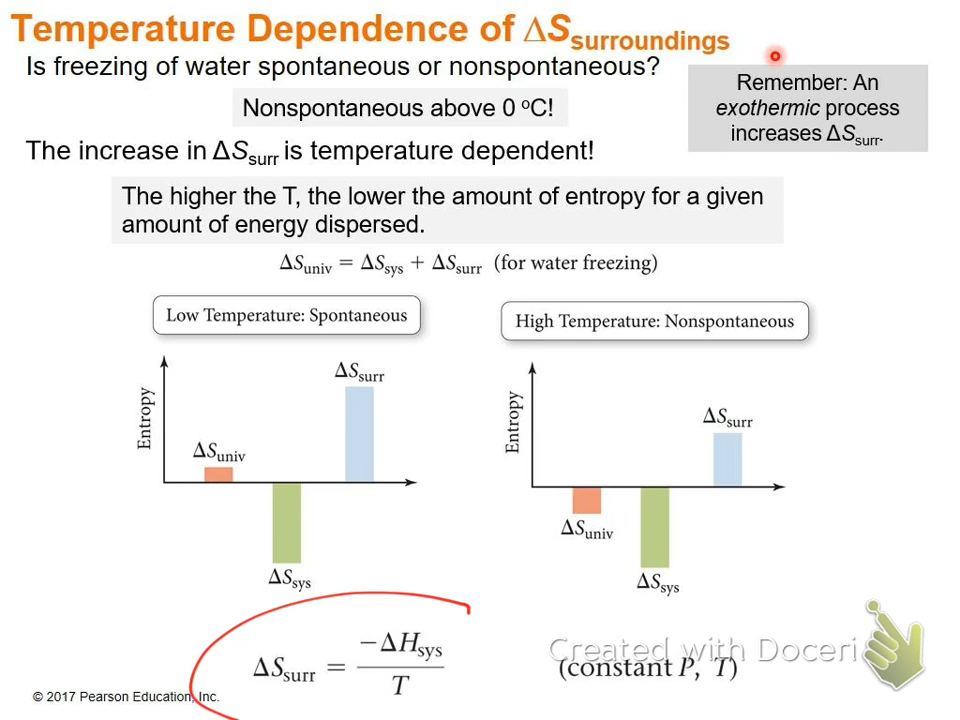 Temperature Dependence of ΔSsurroundings
Is freezing of water spontaneous or nonspontaneous?
Remember: An
exothermic process
increases ΔSsurr.
Nonspontaneous above 0 °C!
The increase in ΔSsurr is temperature dependent!
The higher the T, the lower the amount of entropy for a given
amount of energy dispersed.
ΔSuniv = ΔSsys + ΔSsurr (for water freezing)
Low Temperature: Spontaneous
Entropy
ΔSuniv
ΔSsys
ΔSsurr
High Temperature: Nonspontaneous
Entropy
ΔSuniv
ΔSsys
ΔSsurr
ΔSsurr = −ΔHsys / T (constant P, T)
Created with Doceri
© 2017 Pearson Education, Inc.